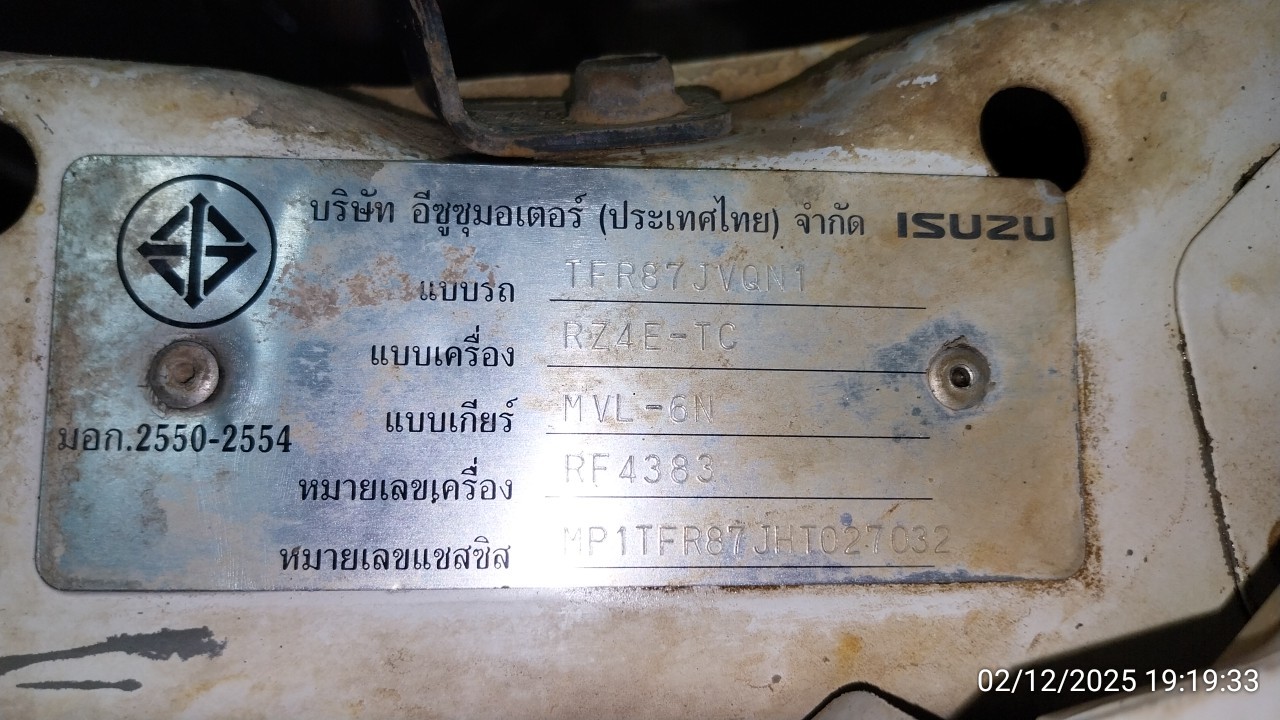 บริษัท อีซูซุมอเตอร์ (ประเทศไทย) จำกัด ISUZU
แบบรถ TFR87JVQN1
แบบเครื่อง RZ4E-TC
แบบเกียร์ MVL-6N
มอก.2550-2554
หมายเลขเครื่อง RF4383
หมายเลขแชสซิส MP1TFR87JHT027032
02/12/2025 19:19:33